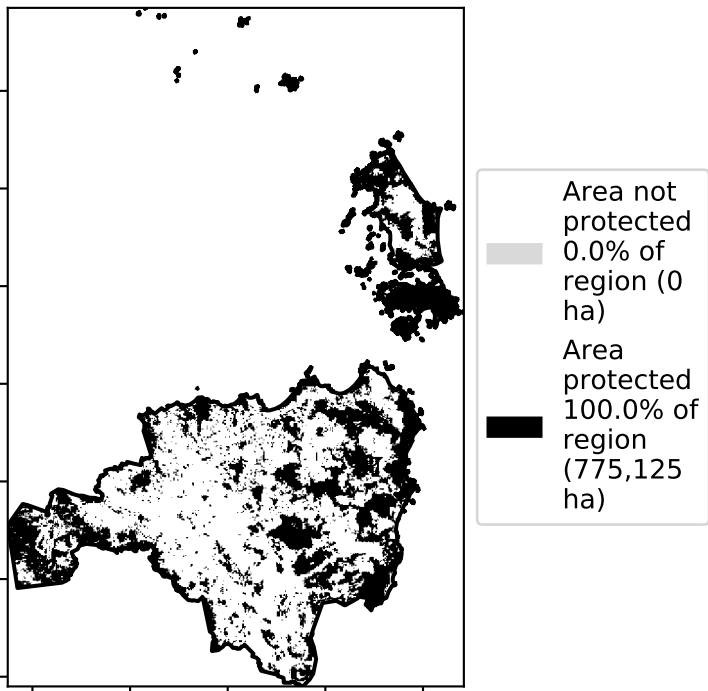 Area not
protected
0.0% of
region (0
ha)
Area
protected
100.0% of
region
(775,125
ha)